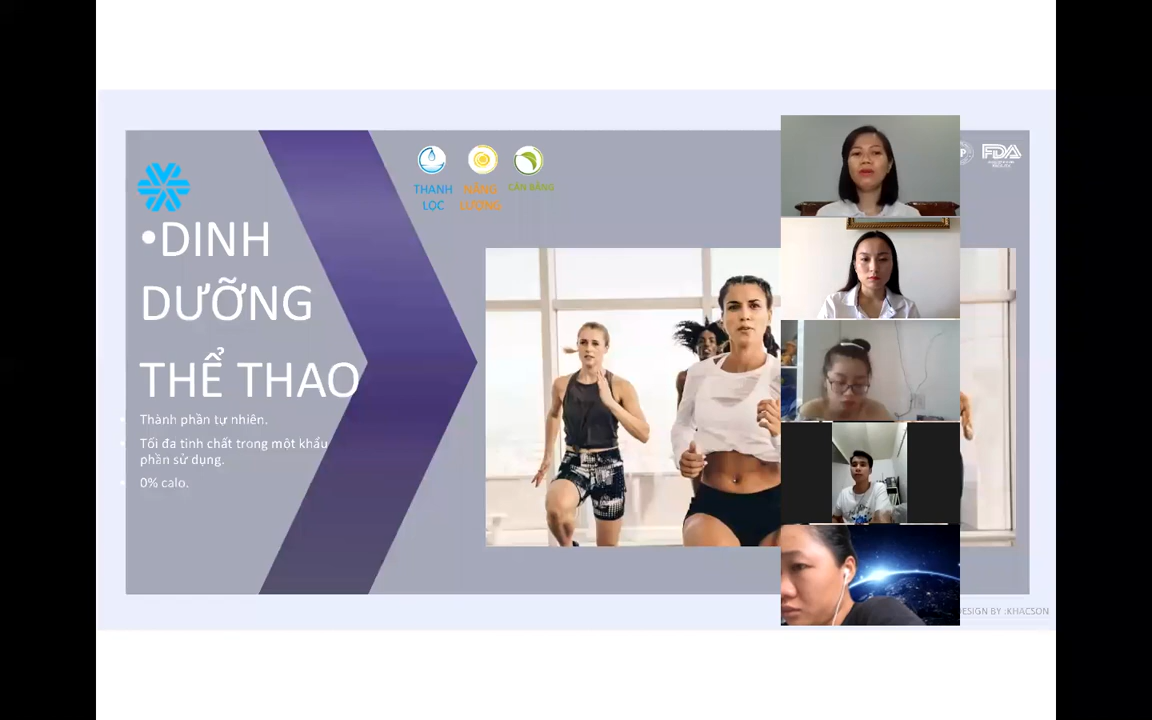 •DINH
DƯỠNG
THỂ THAO
• Thành phần tự nhiên.
• Tối đa tinh chất trong một khẩu
phần sử dụng.
• 0% calo.
THANH
LỌC
NĂNG
LƯỢNG
CÂN BẰNG
P
FDA
ESIGN BY :KHACSON